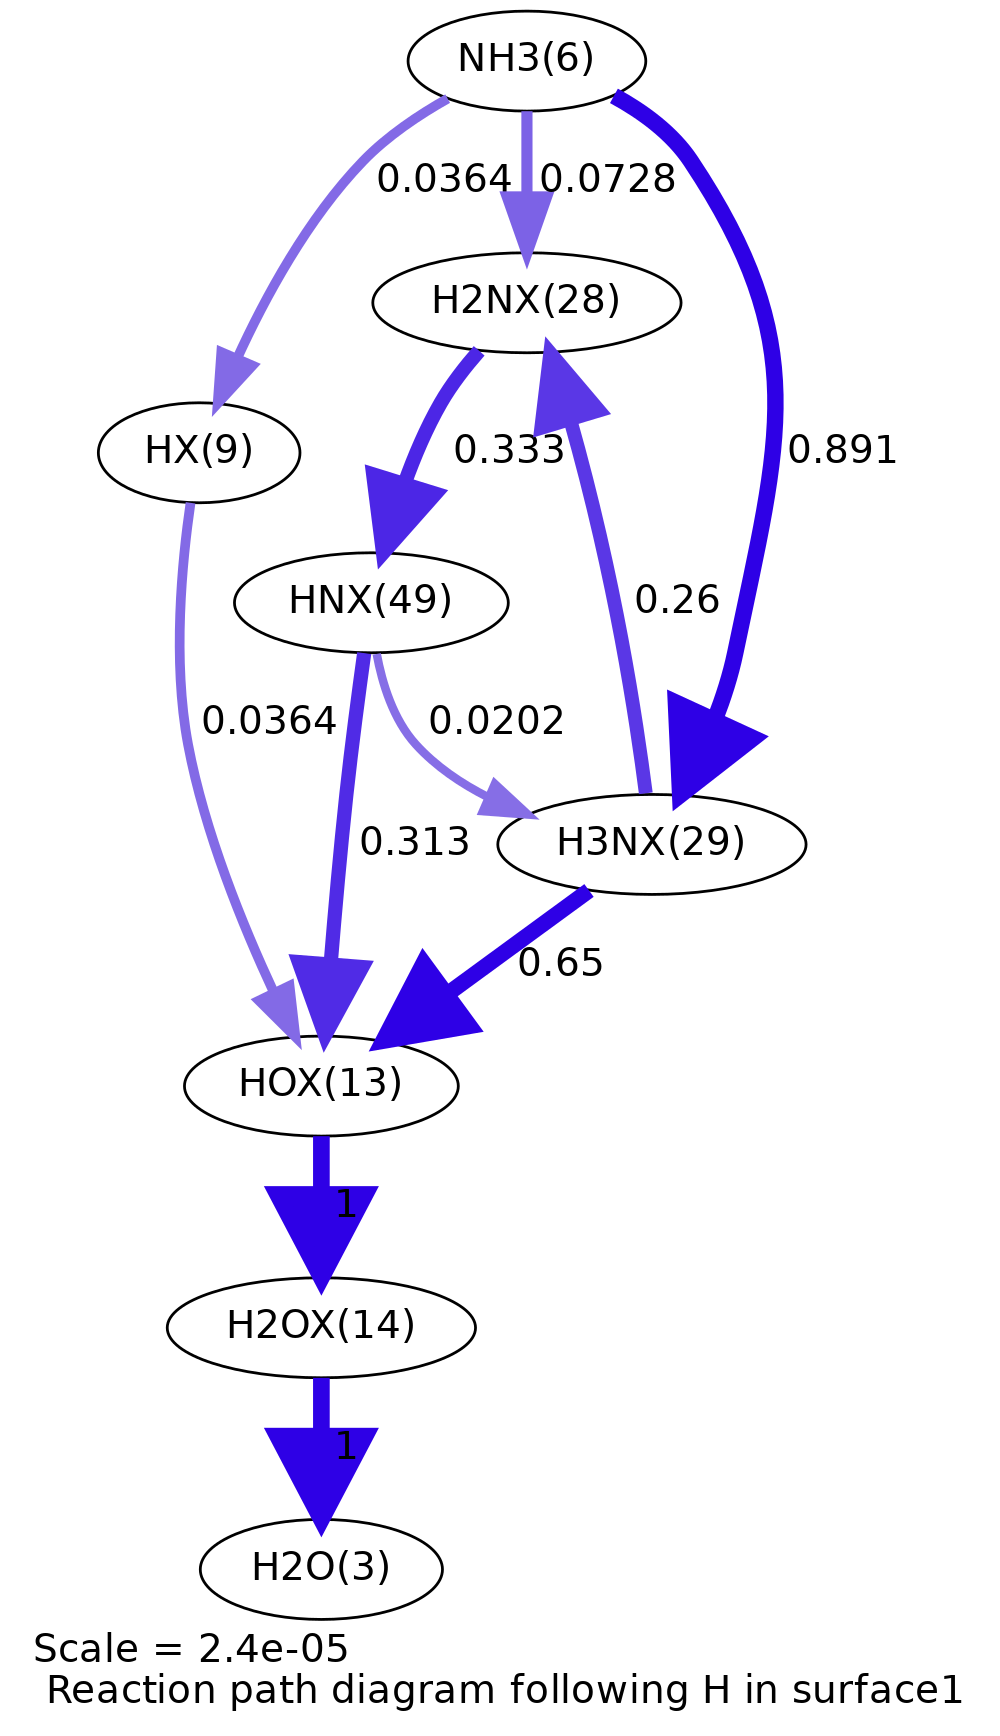 NH3(6)
0.0364
0.0728
H2NX(28)
HX(9)
0.333
0.891
HNX(49)
0.26
0.0364
0.0202
0.313
H3NX(29)
0.65
HOX(13)
1
H2OX(14)
1
H2O(3)
Scale = 2.4e-05
Reaction path diagram following H in surface1